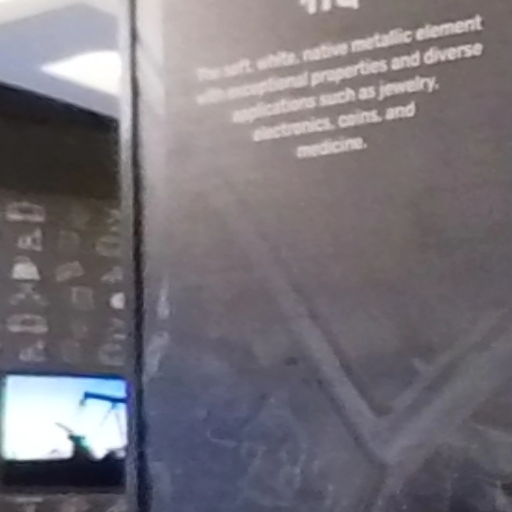 The soft, white, native metallic element
with exceptional properties and diverse
applications such as jewelry,
electronics, coins, and
medicine.